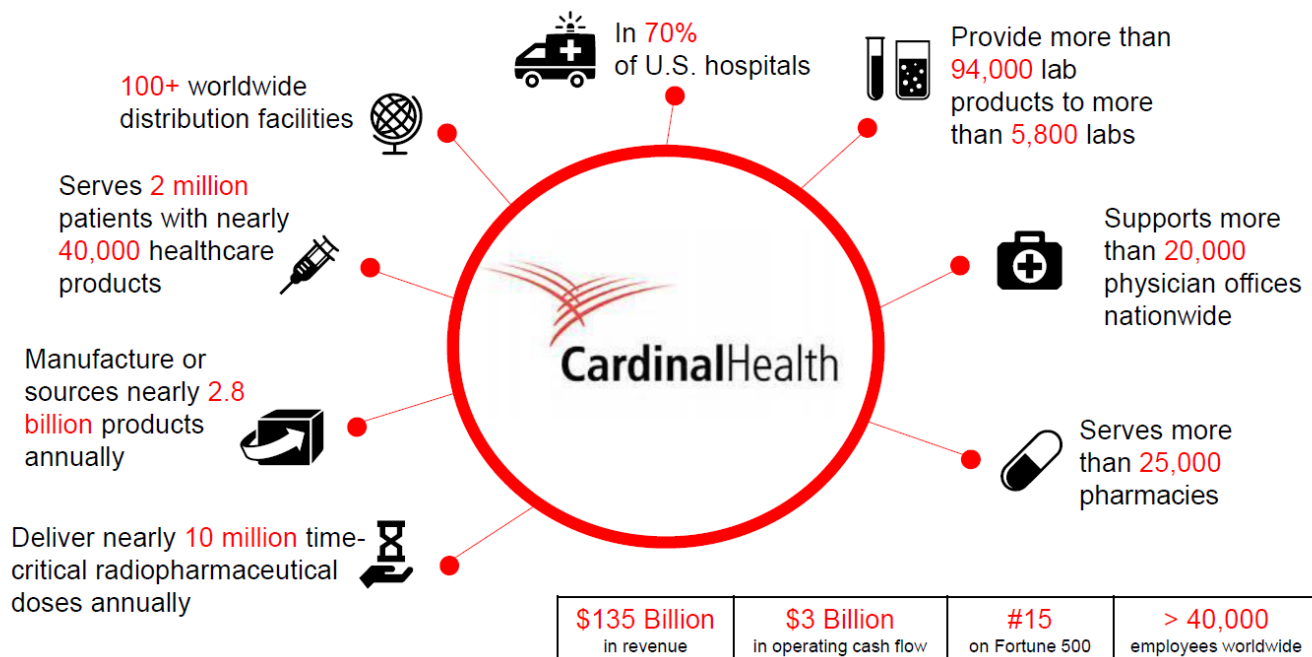 In 70%
of U.S. hospitals
Provide more than
94,000 lab
products to more
than 5,800 labs
100+ worldwide
distribution facilities
Serves 2 million
patients with nearly
40,000 healthcare
products
Supports more
than 20,000
physician offices
nationwide
CardinalHealth
Manufacture or
sources nearly 2.8
billion products
annually
Serves more
than 25,000
pharmacies
Deliver nearly 10 million time-
critical radiopharmaceutical
doses annually
$135 Billion
in revenue
$3 Billion
in operating cash flow
#15
on Fortune 500
> 40,000
employees worldwide